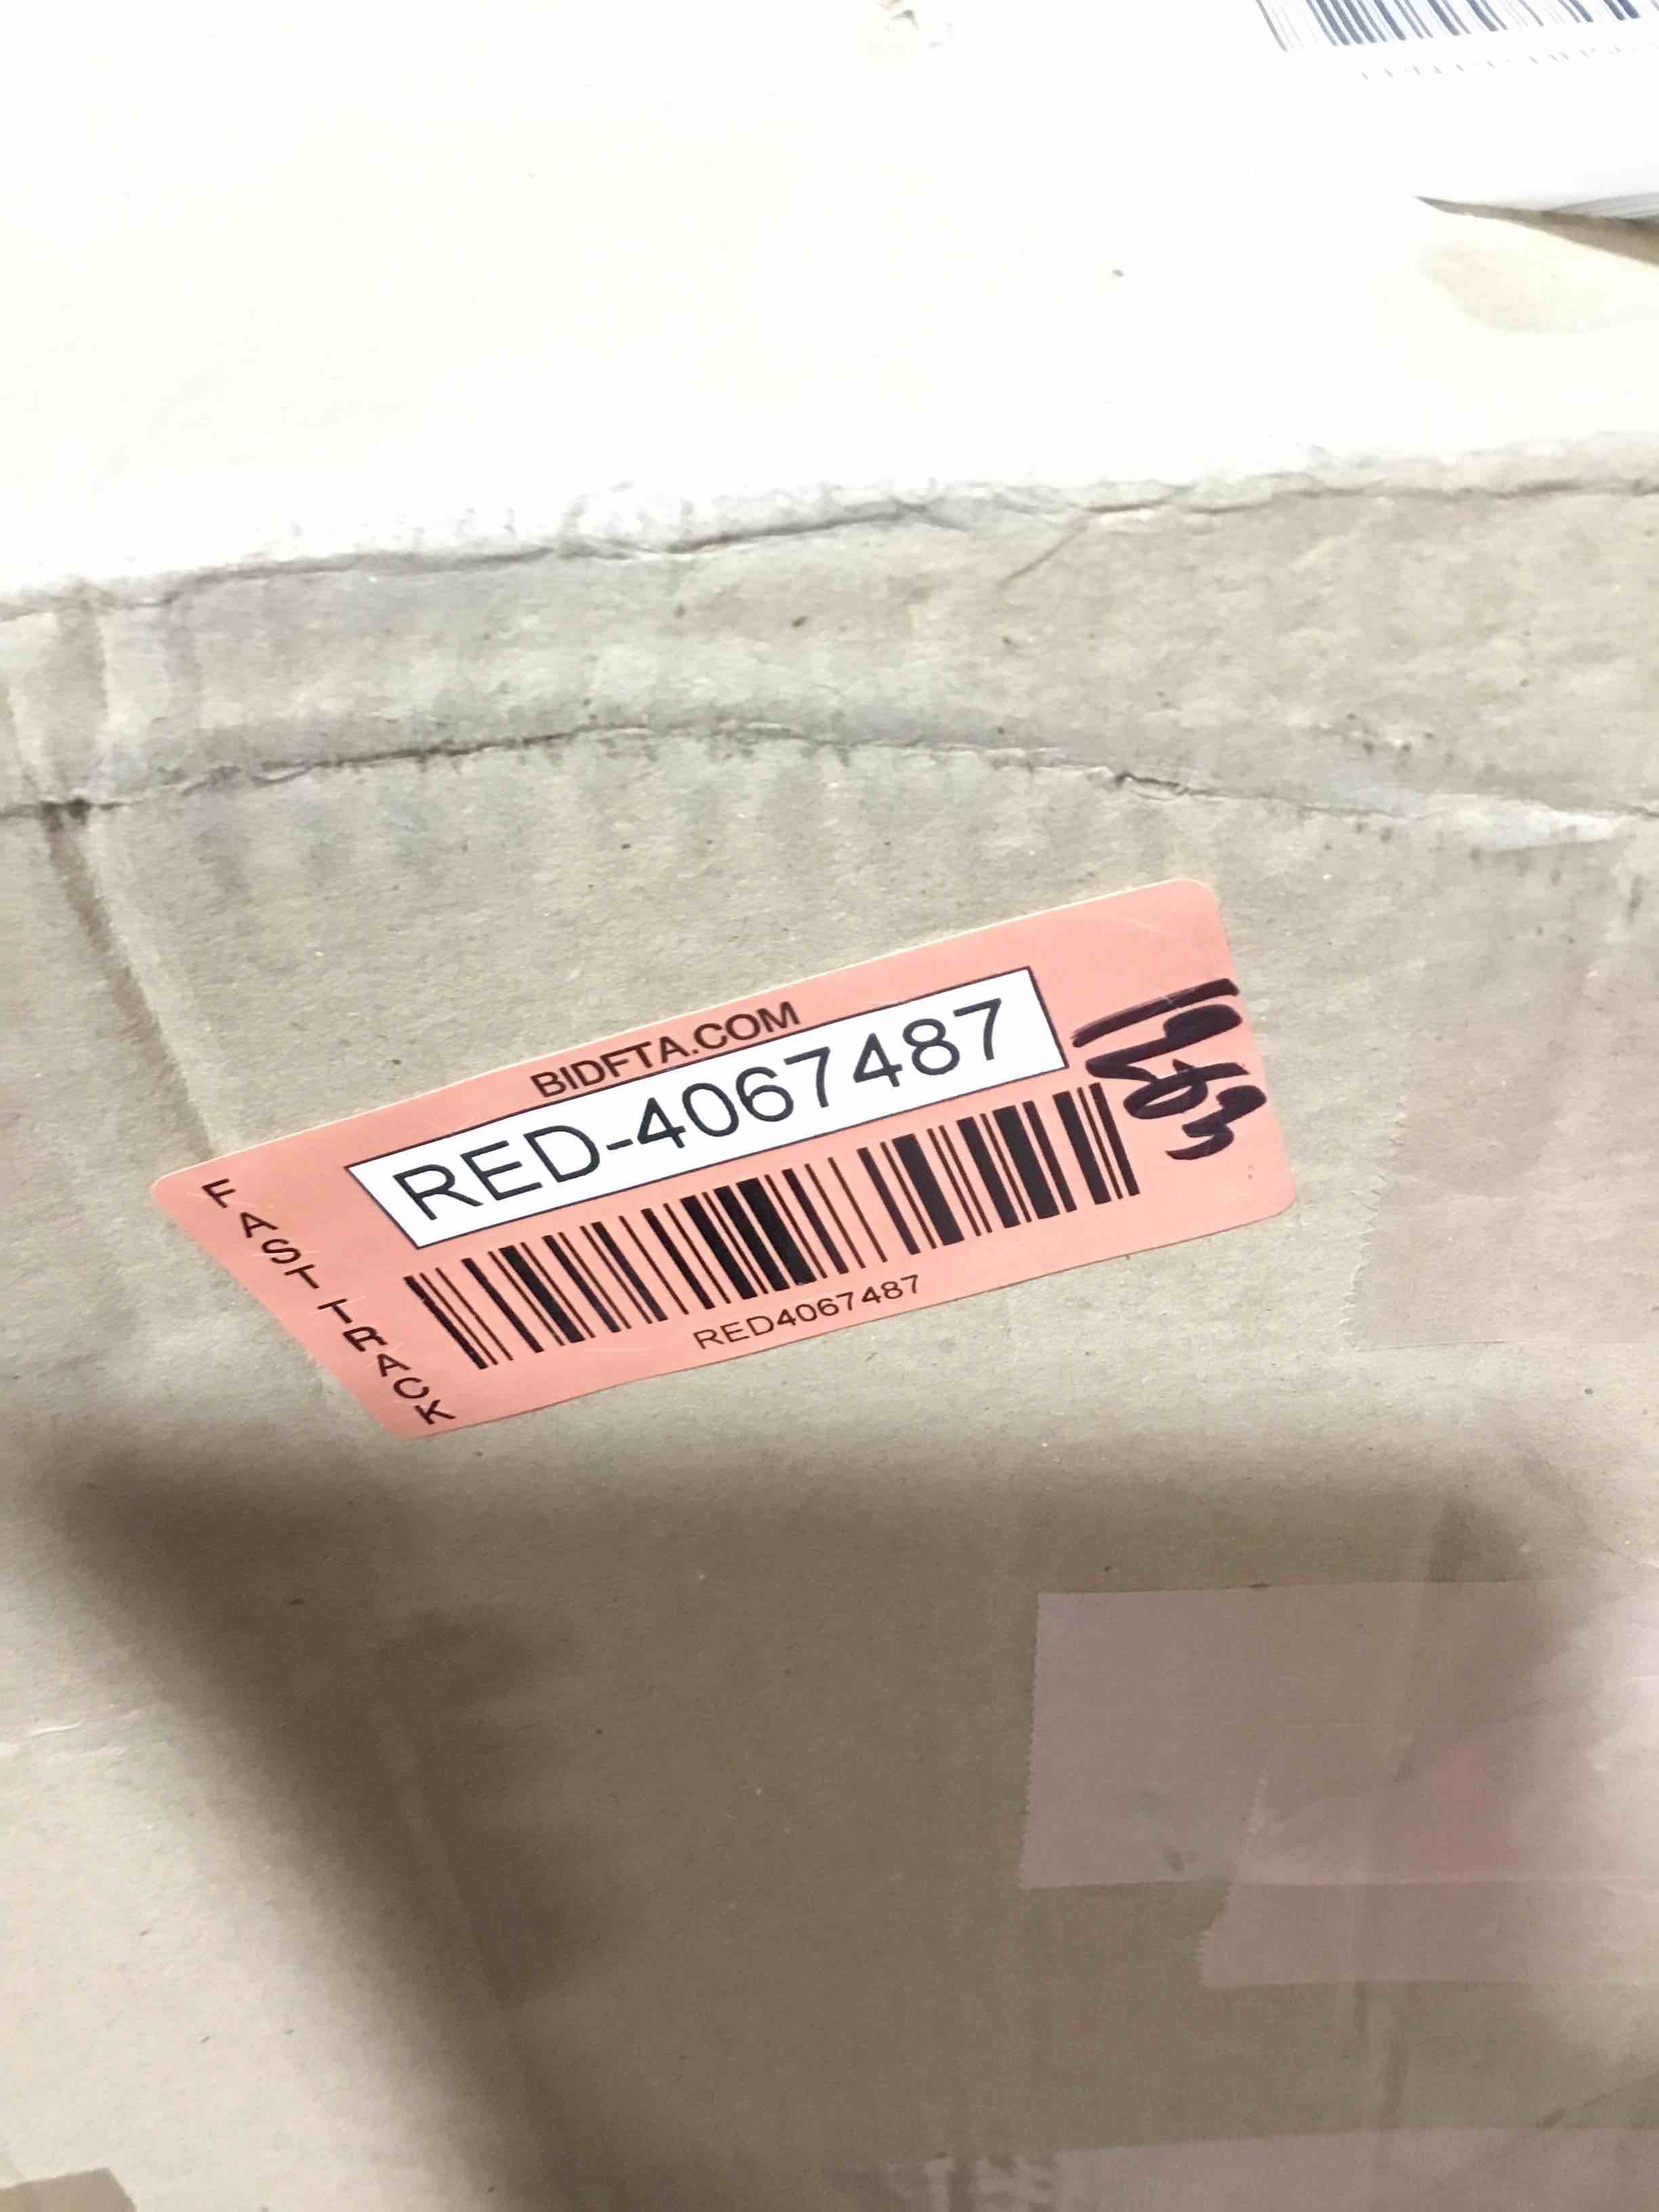 BIDFTA.COM
RED-4067487
RED4067487
FAST TRACK